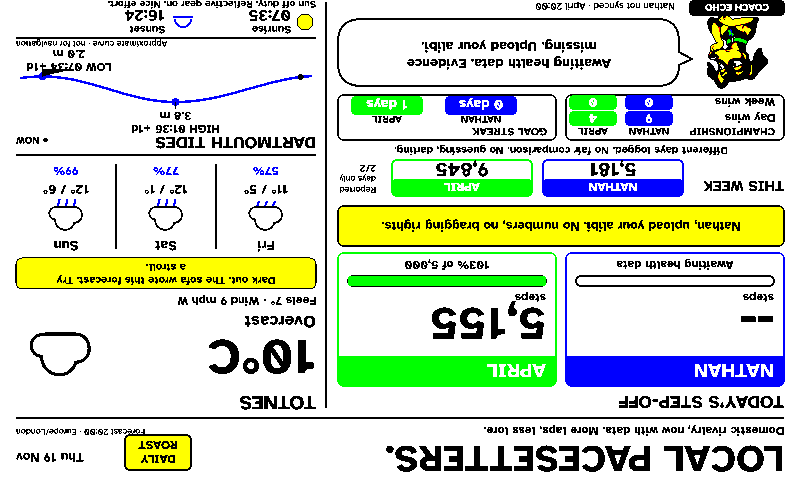 LOCAL PACESETTERS.
Domestic rivalry, now with data. More laps, less lore.
DAILY
ROAST
Thu 19 Nov
Forecast 20:00 · Europe/London
TODAY'S STEP-OFF
NATHAN
--
steps
Awaiting health data
APRIL
5,155
steps
103% of 5,000
Nathan, upload your alibi. No numbers, no bragging rights.
THIS WEEK
NATHAN
5,181
APRIL
9,845
Reported
days only
2/2
Different days logged. No fair comparison. No guessing, darling.
CHAMPIONSHIP
NATHAN
APRIL
Day wins
9
4
Week wins
0
0
GOAL STREAK
NATHAN
APRIL
0 days
1 days
Awaiting health data. Evidence
missing. Upload your alibi.
COACH ECHO
Nathan not synced · April 20:00
TOTNES
10°C
Overcast
Feels 7° · Wind 9 mph W
Dark out. The sofa wrote this forecast. Try
a stroll.
Fri
11° / 5°
57%
Sat
12° / 1°
77%
Sun
12° / 6°
99%
DARTMOUTH TIDES
• NOW
HIGH 01:36 +1d
3.8 m
LOW 07:34 +1d
2.0 m
Approximate curve · not for navigation
Sunrise
07:35
Sunset
16:24
Sun off duty. Reflective gear on. Nice effort.